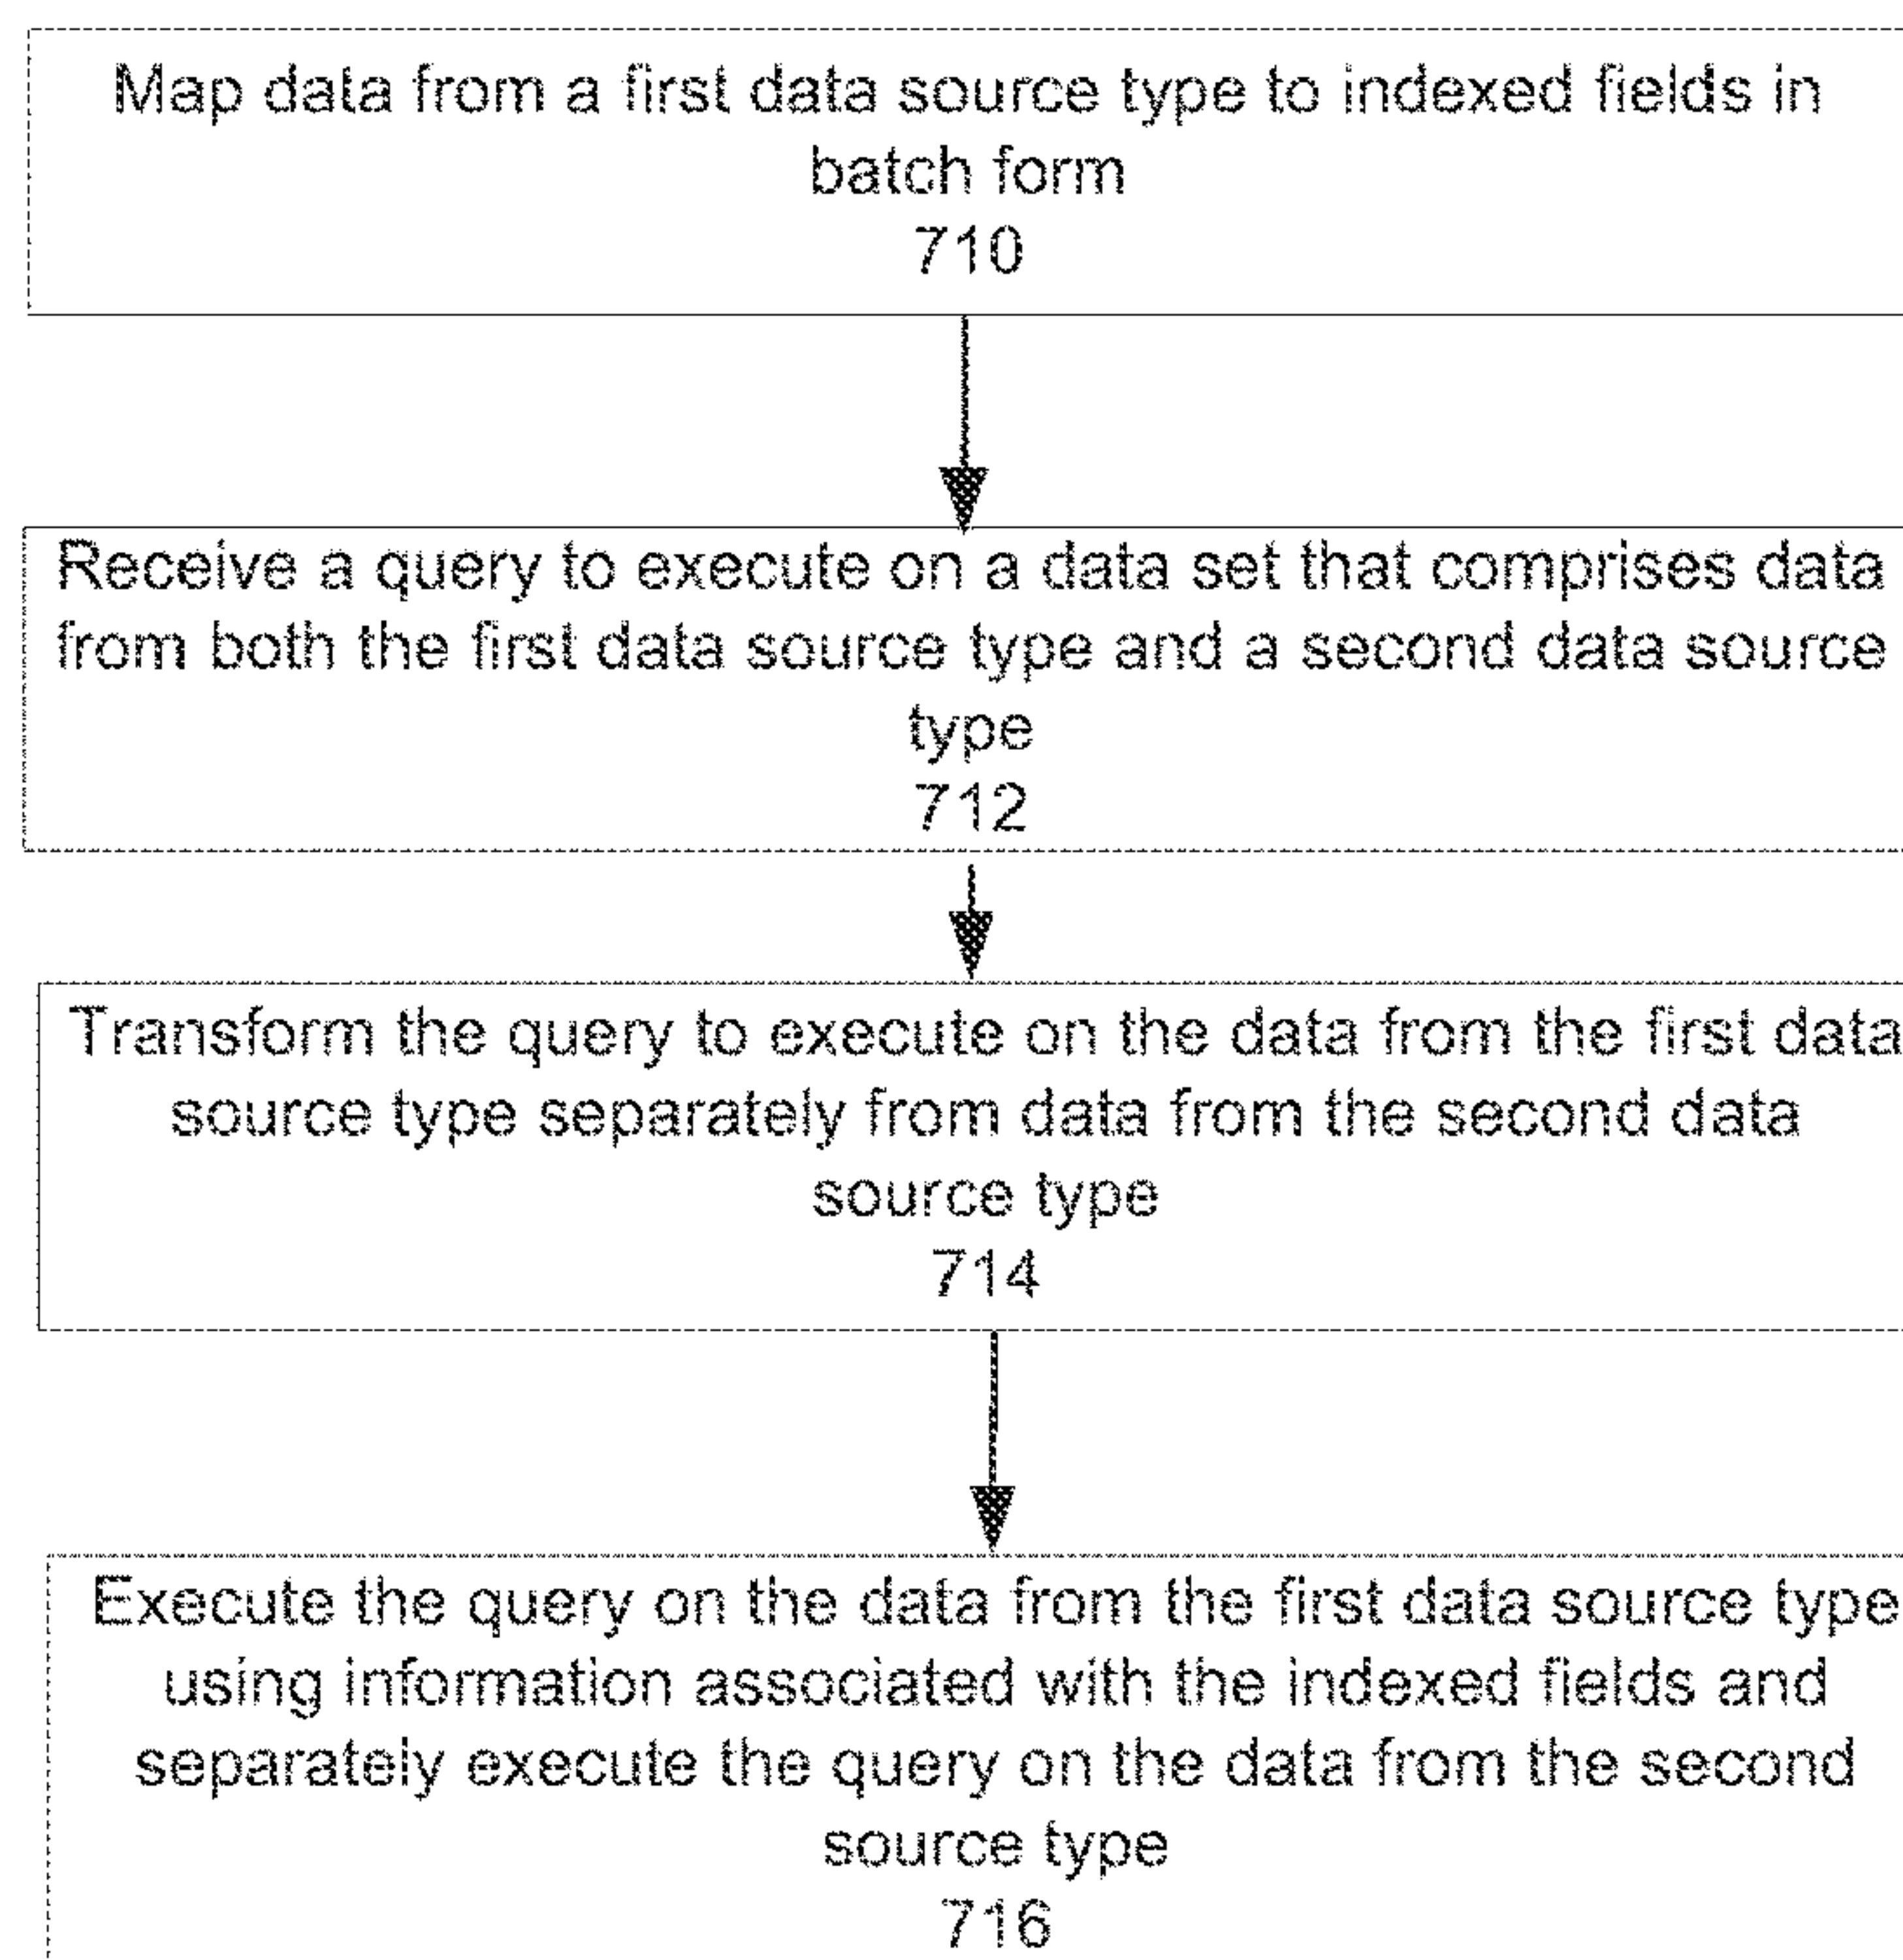 Map data from a first data source type to indexed fields in
batch form
710
Receive a query to execute on a data set that comprises data
from both the first data source type and a second data source
type
712
Transform the query to execute on the data from the first data
source type separately from data from the second data
source type
714
Execute the query on the data from the first data source type
using information associated with the indexed fields and
separately execute the query on the data from the second
source type
716